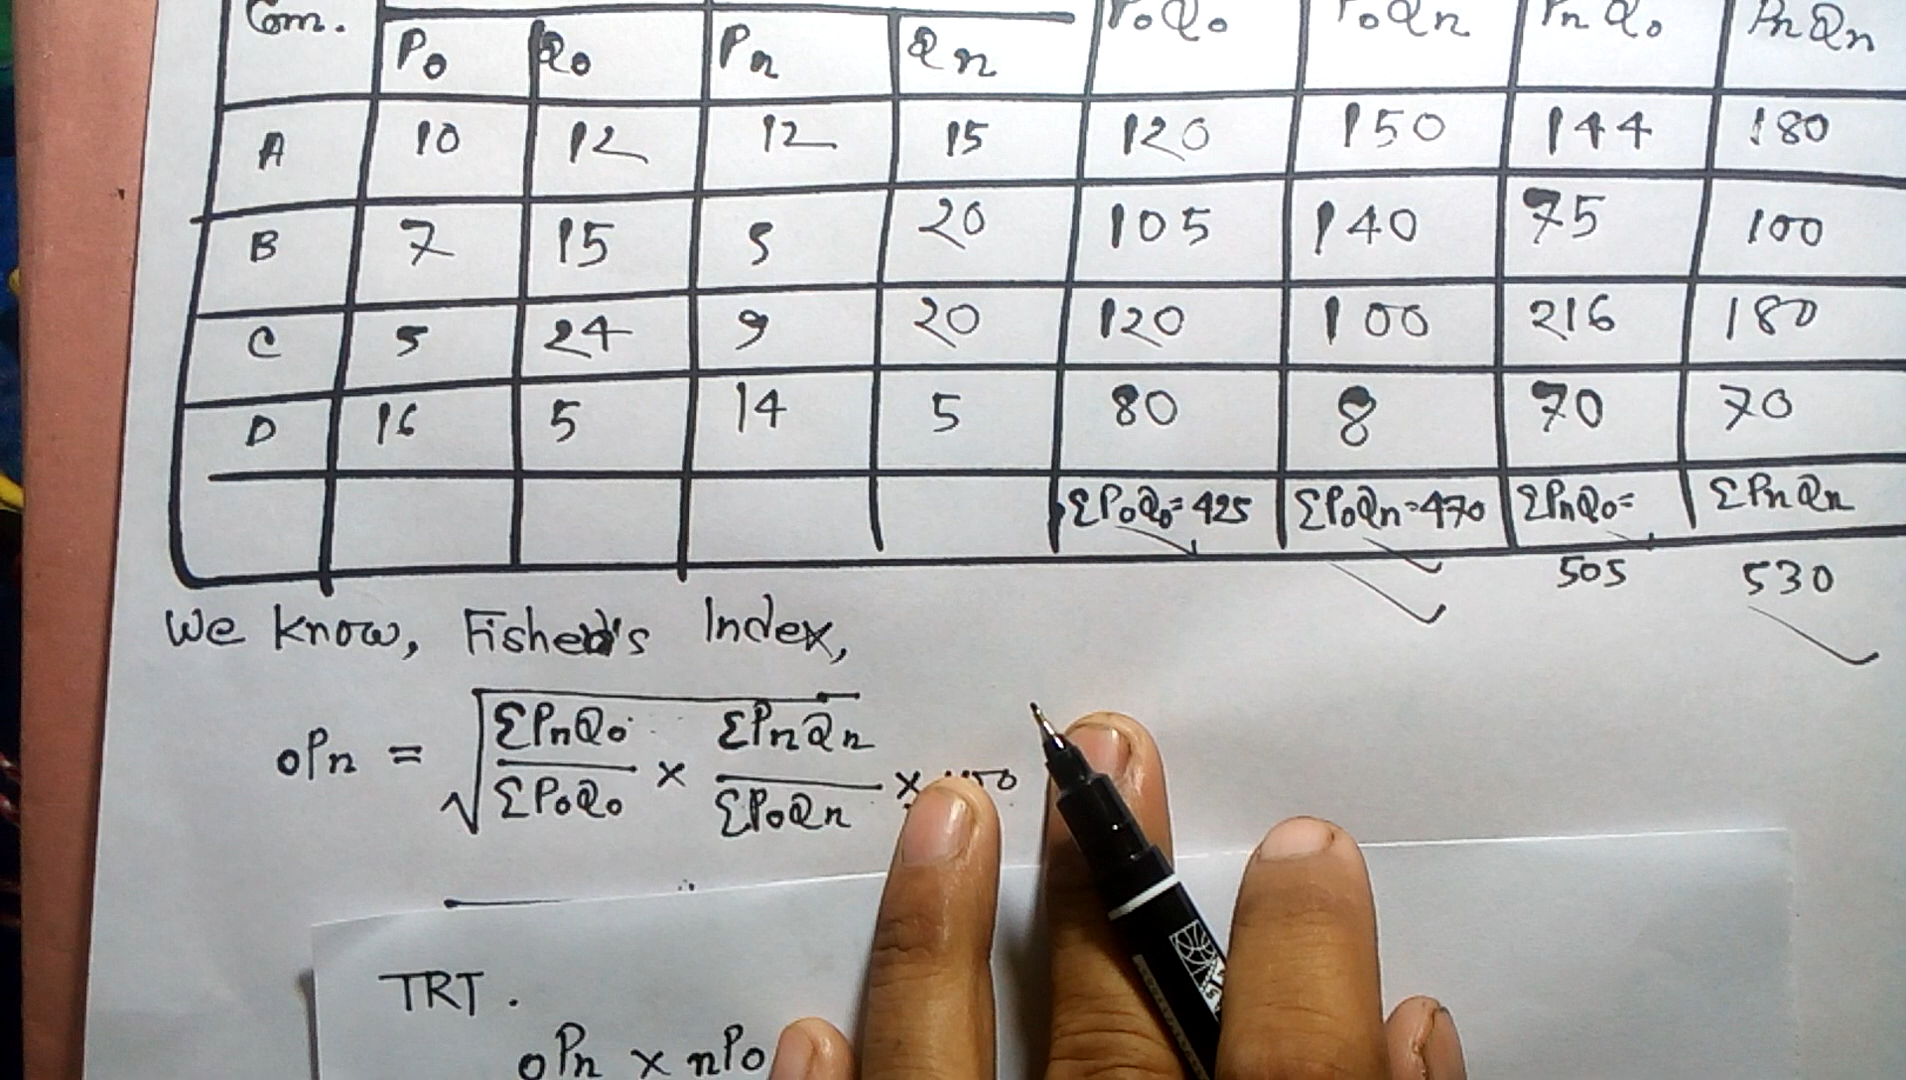 Com. P₀Q₀ P₀Qn PnQ₀ PnQn
P₀ Q₀ Pn Qn
A 10 12 12 15 120 150 144 180
B 7 15 5 20 105 140 75 100
C 5 24 9 20 120 100 216 180
D 16 5 14 5 80 8 70 70
ΣP₀Q₀=425 ΣP₀Qn=470 ΣPnQ₀= ΣPnQn
505 530
We know, Fisher's Index,
oPn = √ΣPnQ₀/ΣP₀Q₀ × ΣPnQn/ΣP₀Qn ×
TRT.
oPn × nPo